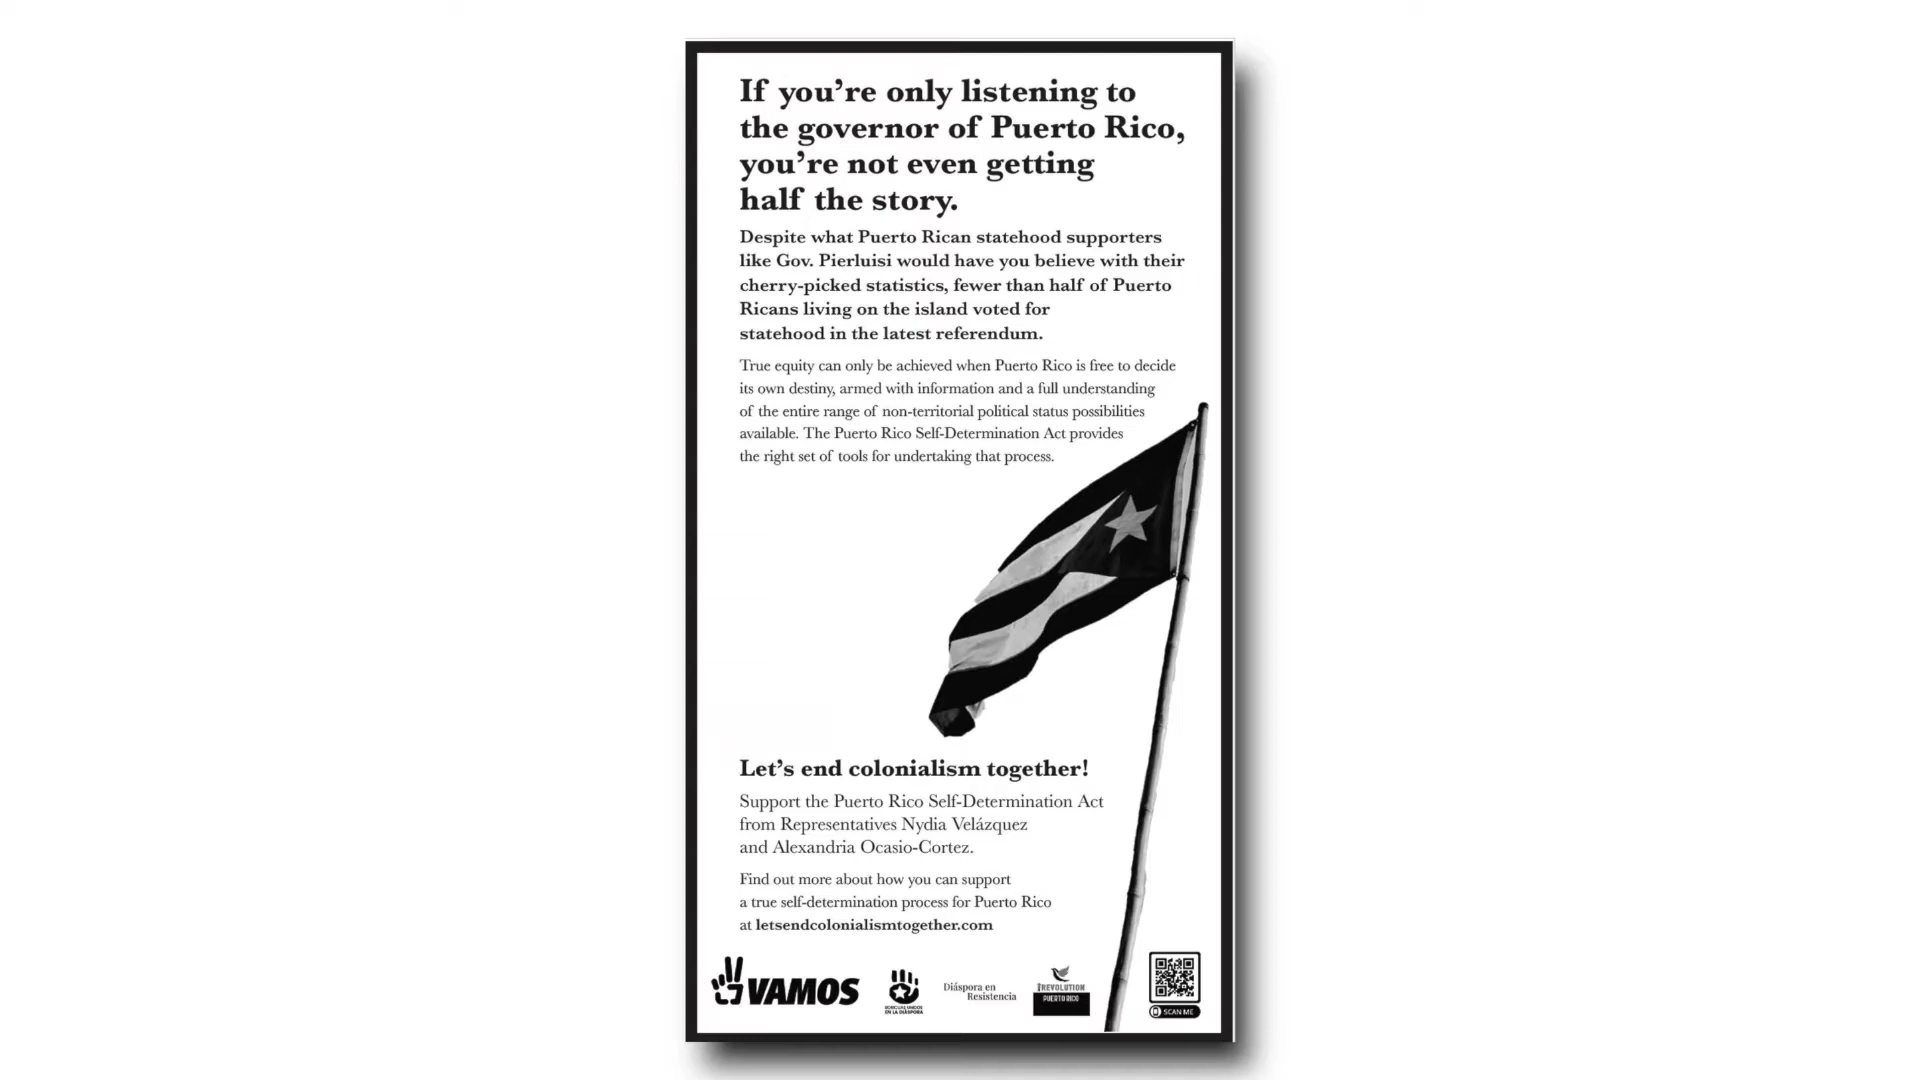 If you’re only listening to
the governor of Puerto Rico,
you’re not even getting
half the story.
Despite what Puerto Rican statehood supporters
like Gov. Pierluisi would have you believe with their
cherry-picked statistics, fewer than half of Puerto
Ricans living on the island voted for
statehood in the latest referendum.
True equity can only be achieved when Puerto Rico is free to decide
its own destiny, armed with information and a full understanding
of the entire range of non-territorial political status possibilities
available. The Puerto Rico Self-Determination Act provides
the right set of tools for undertaking that process.
Let’s end colonialism together!
Support the Puerto Rico Self-Determination Act
from Representatives Nydia Velázquez
and Alexandria Ocasio-Cortez.
Find out more about how you can support
a true self-determination process for Puerto Rico
at letsendcolonialismtogether.com
VAMOS
BORICUAS UNIDOS
EN LA DIÁSPORA
Diáspora en
Resistencia
REVOLUTION
PUERTO RICO
SCAN ME